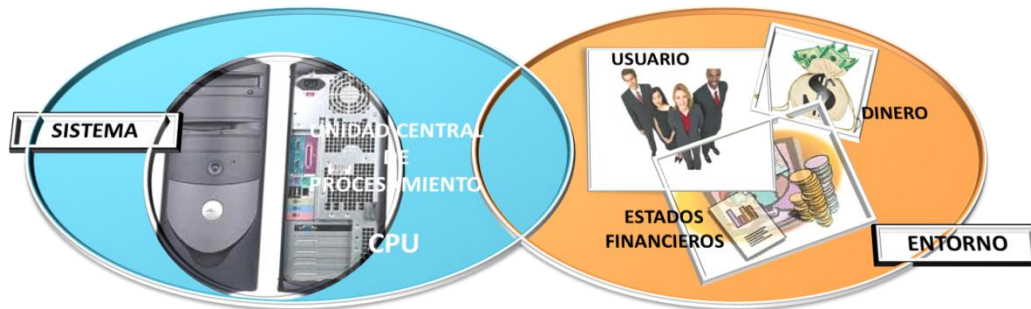 SISTEMA
UNIDAD CENTRAL
DE
PROCESAMIENTO
CPU
USUARIO
DINERO
ESTADOS
FINANCIEROS
ENTORNO